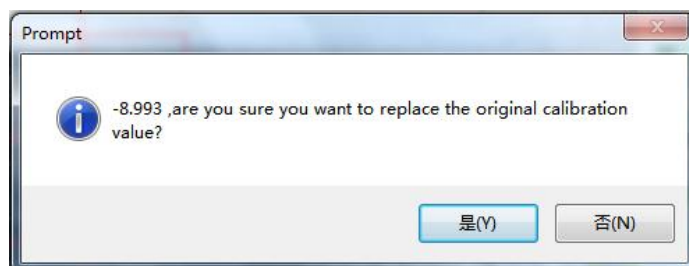 Prompt
-8.993 ,are you sure you want to replace the original calibration
value?
是(Y)
否(N)